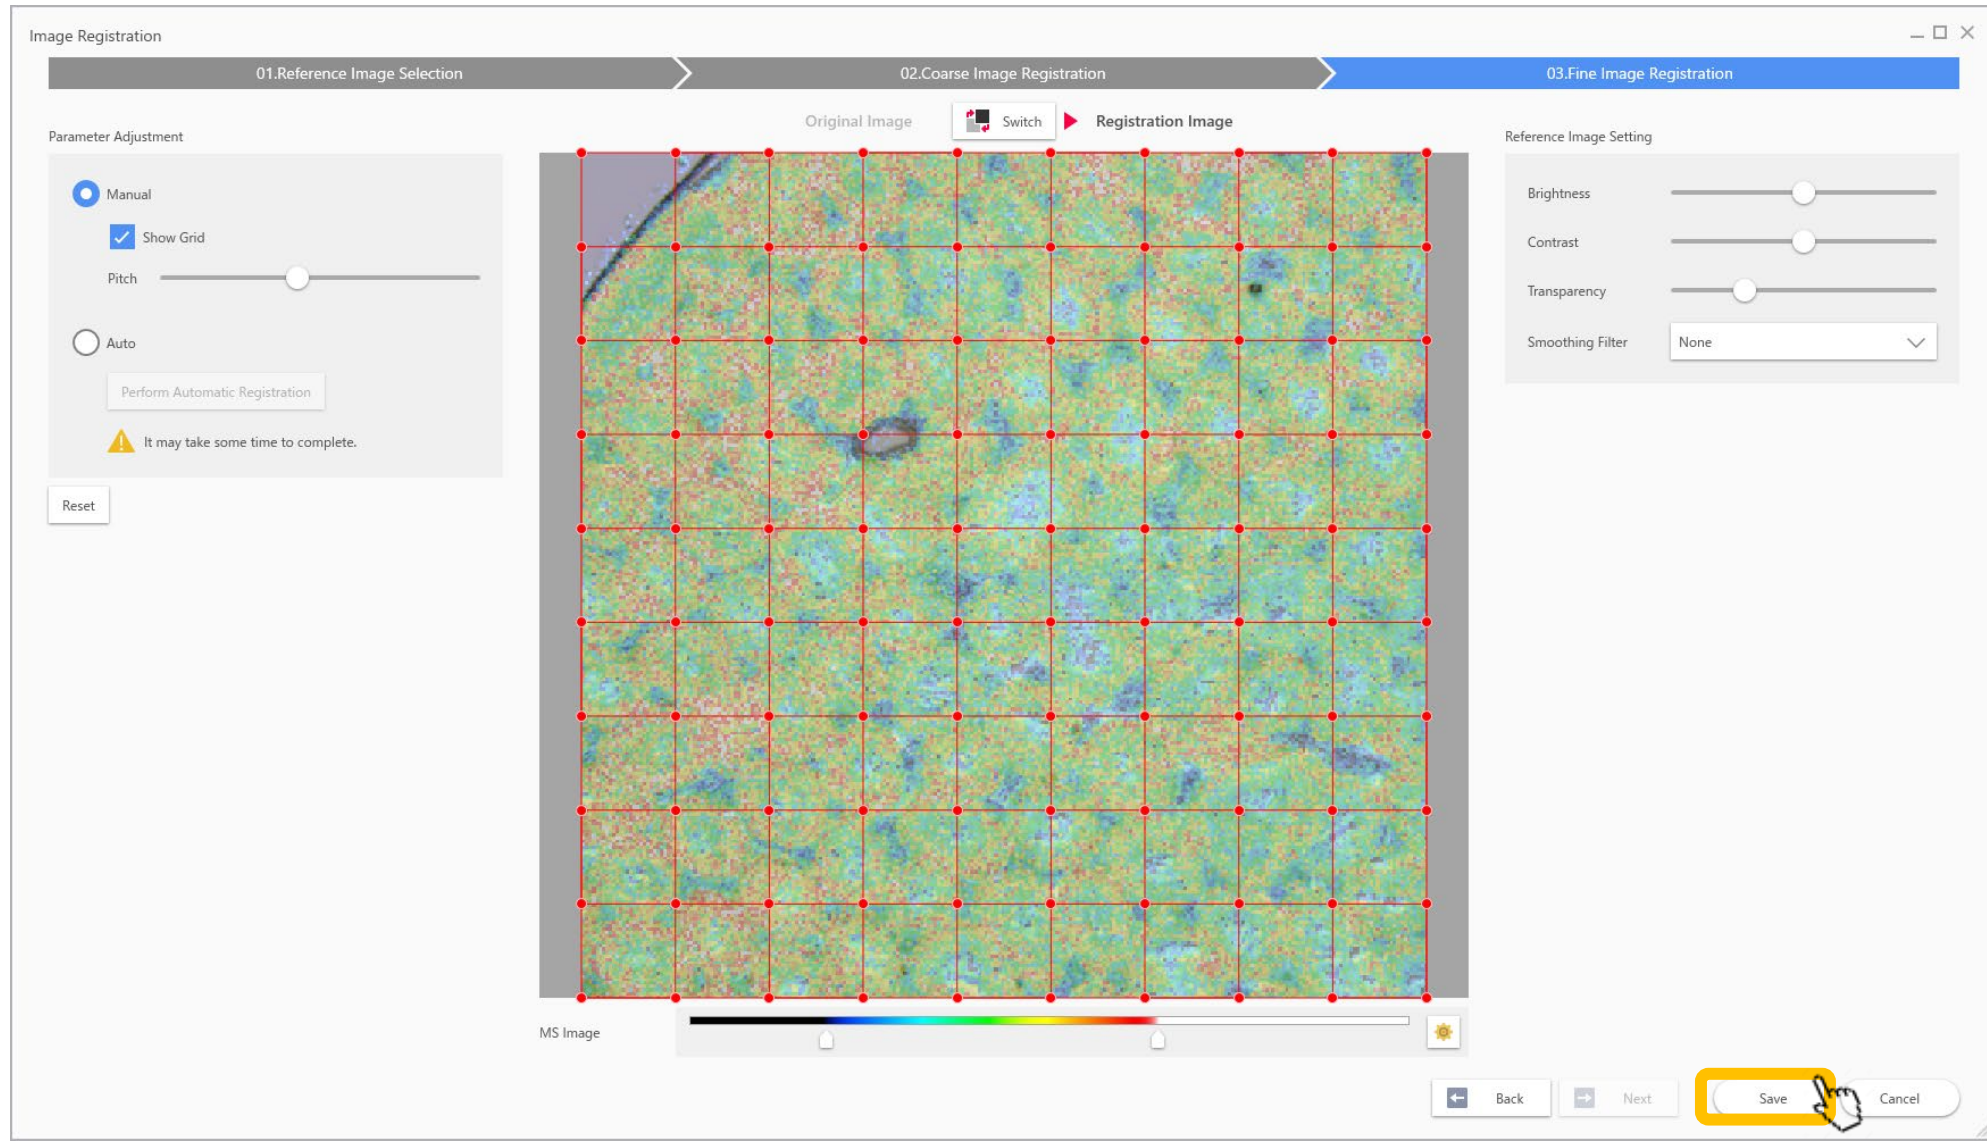 Image Registration
01.Reference Image Selection
02.Coarse Image Registration
03.Fine Image Registration
Original Image
Switch
Registration Image
Parameter Adjustment
Manual
Show Grid
Pitch
Auto
Perform Automatic Registration
It may take some time to complete.
Reset
Reference Image Setting
Brightness
Contrast
Transparency
Smoothing Filter
None
MS Image
Back
Next
Save
Cancel